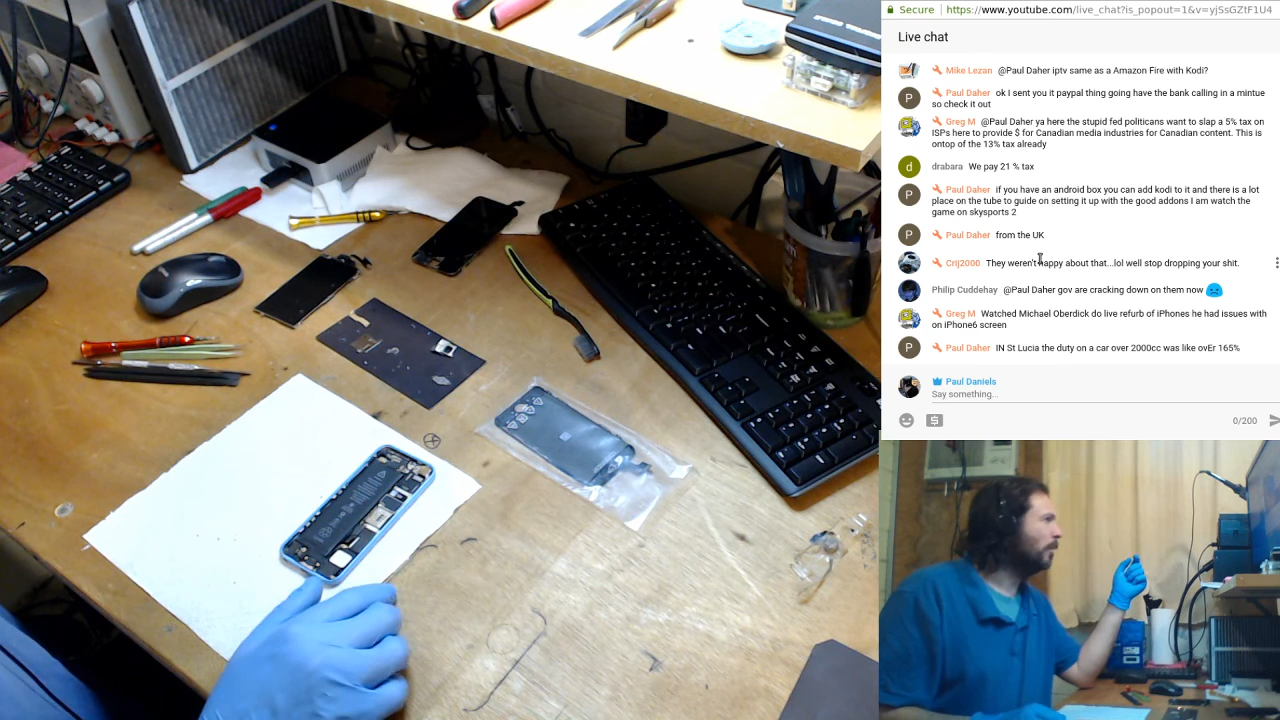 Secure https://www.youtube.com/live_chat?is_popout=1&v=yjSsGZtF1U4
Live chat
Mike Lezan @Paul Daher iptv same as a Amazon Fire with Kodi?
P Paul Daher ok I sent you it paypal thing going have the bank calling in a mintue
so check it out
Greg M @Paul Daher ya here the stupid fed politicans want to slap a 5% tax on
ISPs here to provide $ for Canadian media industries for Canadian content. This is
ontop of the 13% tax already
d drabara We pay 21 % tax
P Paul Daher if you have an android box you can add kodi to it and there is a lot
place on the tube to guide on setting it up with the good addons I am watch the
game on skysports 2
P Paul Daher from the UK
Crij2000 They weren't happy about that...lol well stop dropping your shit.
Philip Cuddehay @Paul Daher gov are cracking down on them now
Greg M Watched Michael Oberdick do live refurb of iPhones he had issues with
on iPhone6 screen
P Paul Daher IN St Lucia the duty on a car over 2000cc was like ovEr 165%
Paul Daniels
Say something...
0/200